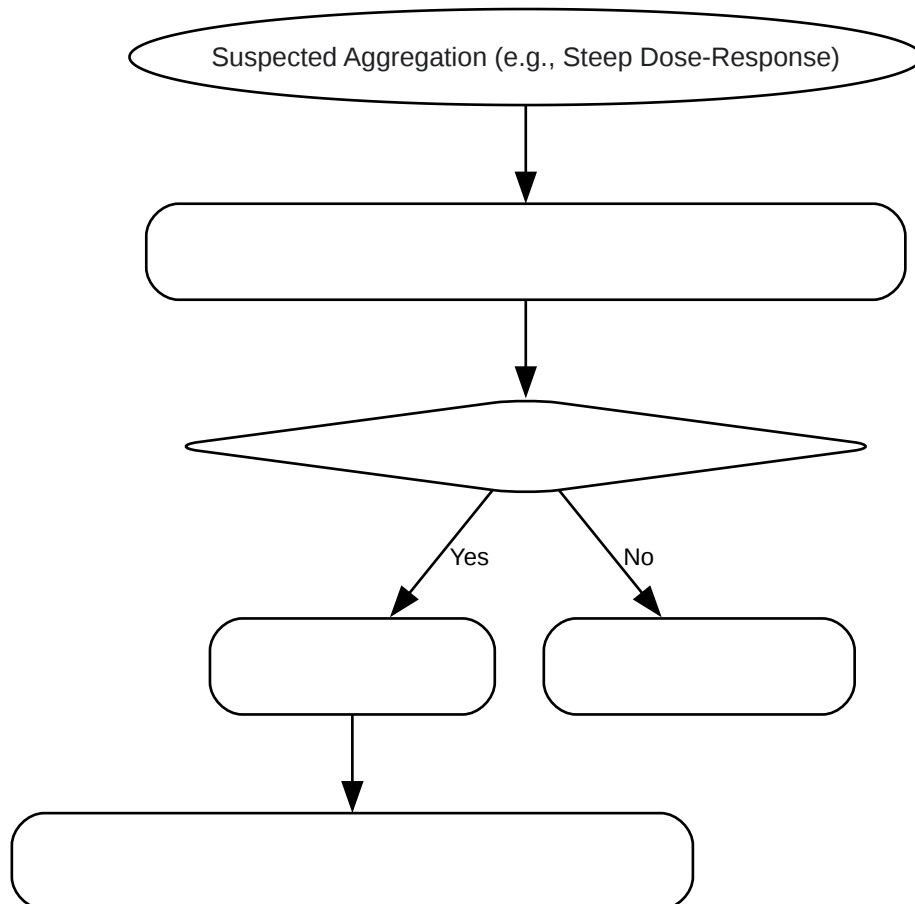 Suspected Aggregation (e.g., Steep Dose-Response)
Yes
No